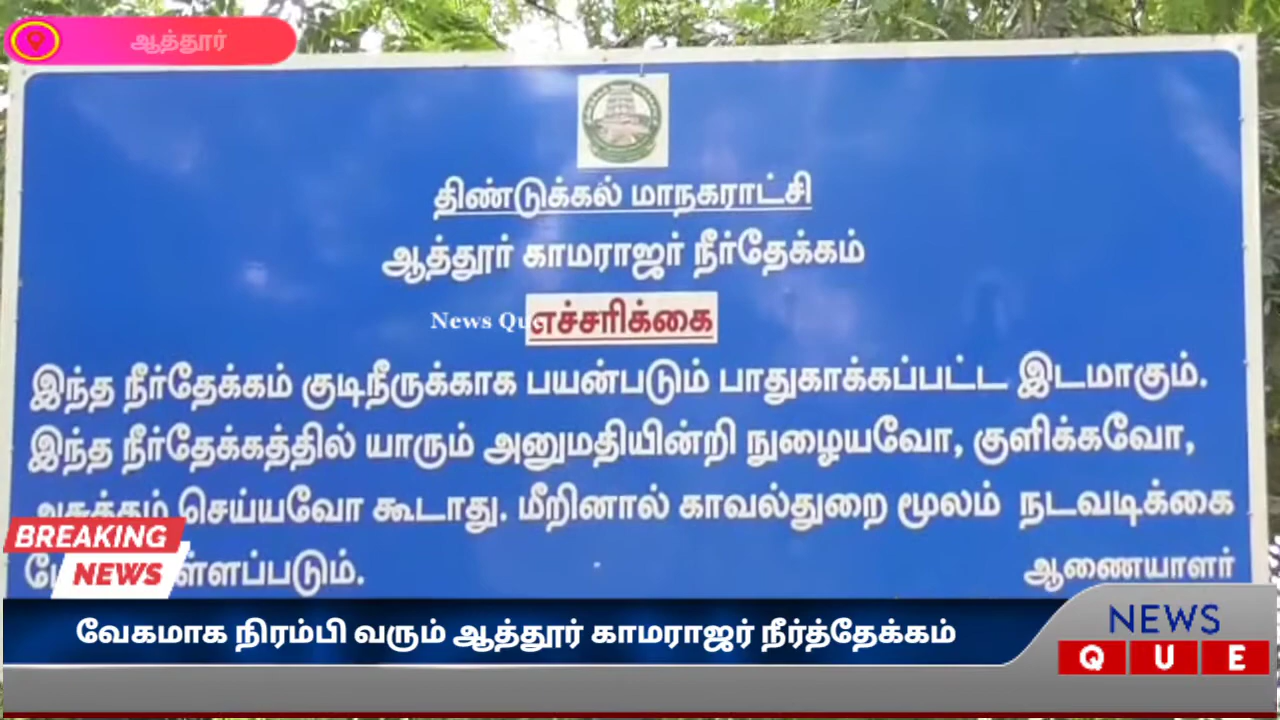 ஆத்தூர்
திண்டுக்கல் மாநகராட்சி
ஆத்தூர் காமராஜர் நீர்தேக்கம்
News Que
எச்சரிக்கை
இந்த நீர்தேக்கம் குடிநீருக்காக பயன்படும் பாதுகாக்கப்பட்ட இடமாகும்.
இந்த நீர்தேக்கத்தில் யாரும் அனுமதியின்றி நுழையவோ, குளிக்கவோ,
செய்யவோ கூடாது. மீறினால் காவல்துறை மூலம் நடவடிக்கை
ஆணையாளர்
BREAKING
NEWS
வேகமாக நிரம்பி வரும் ஆத்தூர் காமராஜர் நீர்த்தேக்கம்
NEWS
QUE